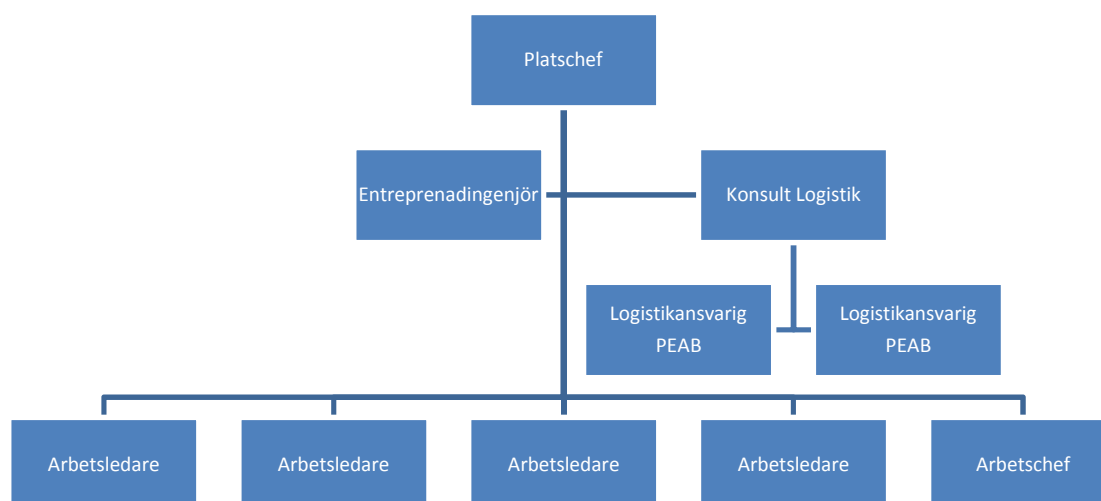 Platschef
Entreprenadingenjör
Konsult Logistik
Logistikansvarig
PEAB
Logistikansvarig
PEAB
Arbetsledare
Arbetsledare
Arbetsledare
Arbetsledare
Arbetschef